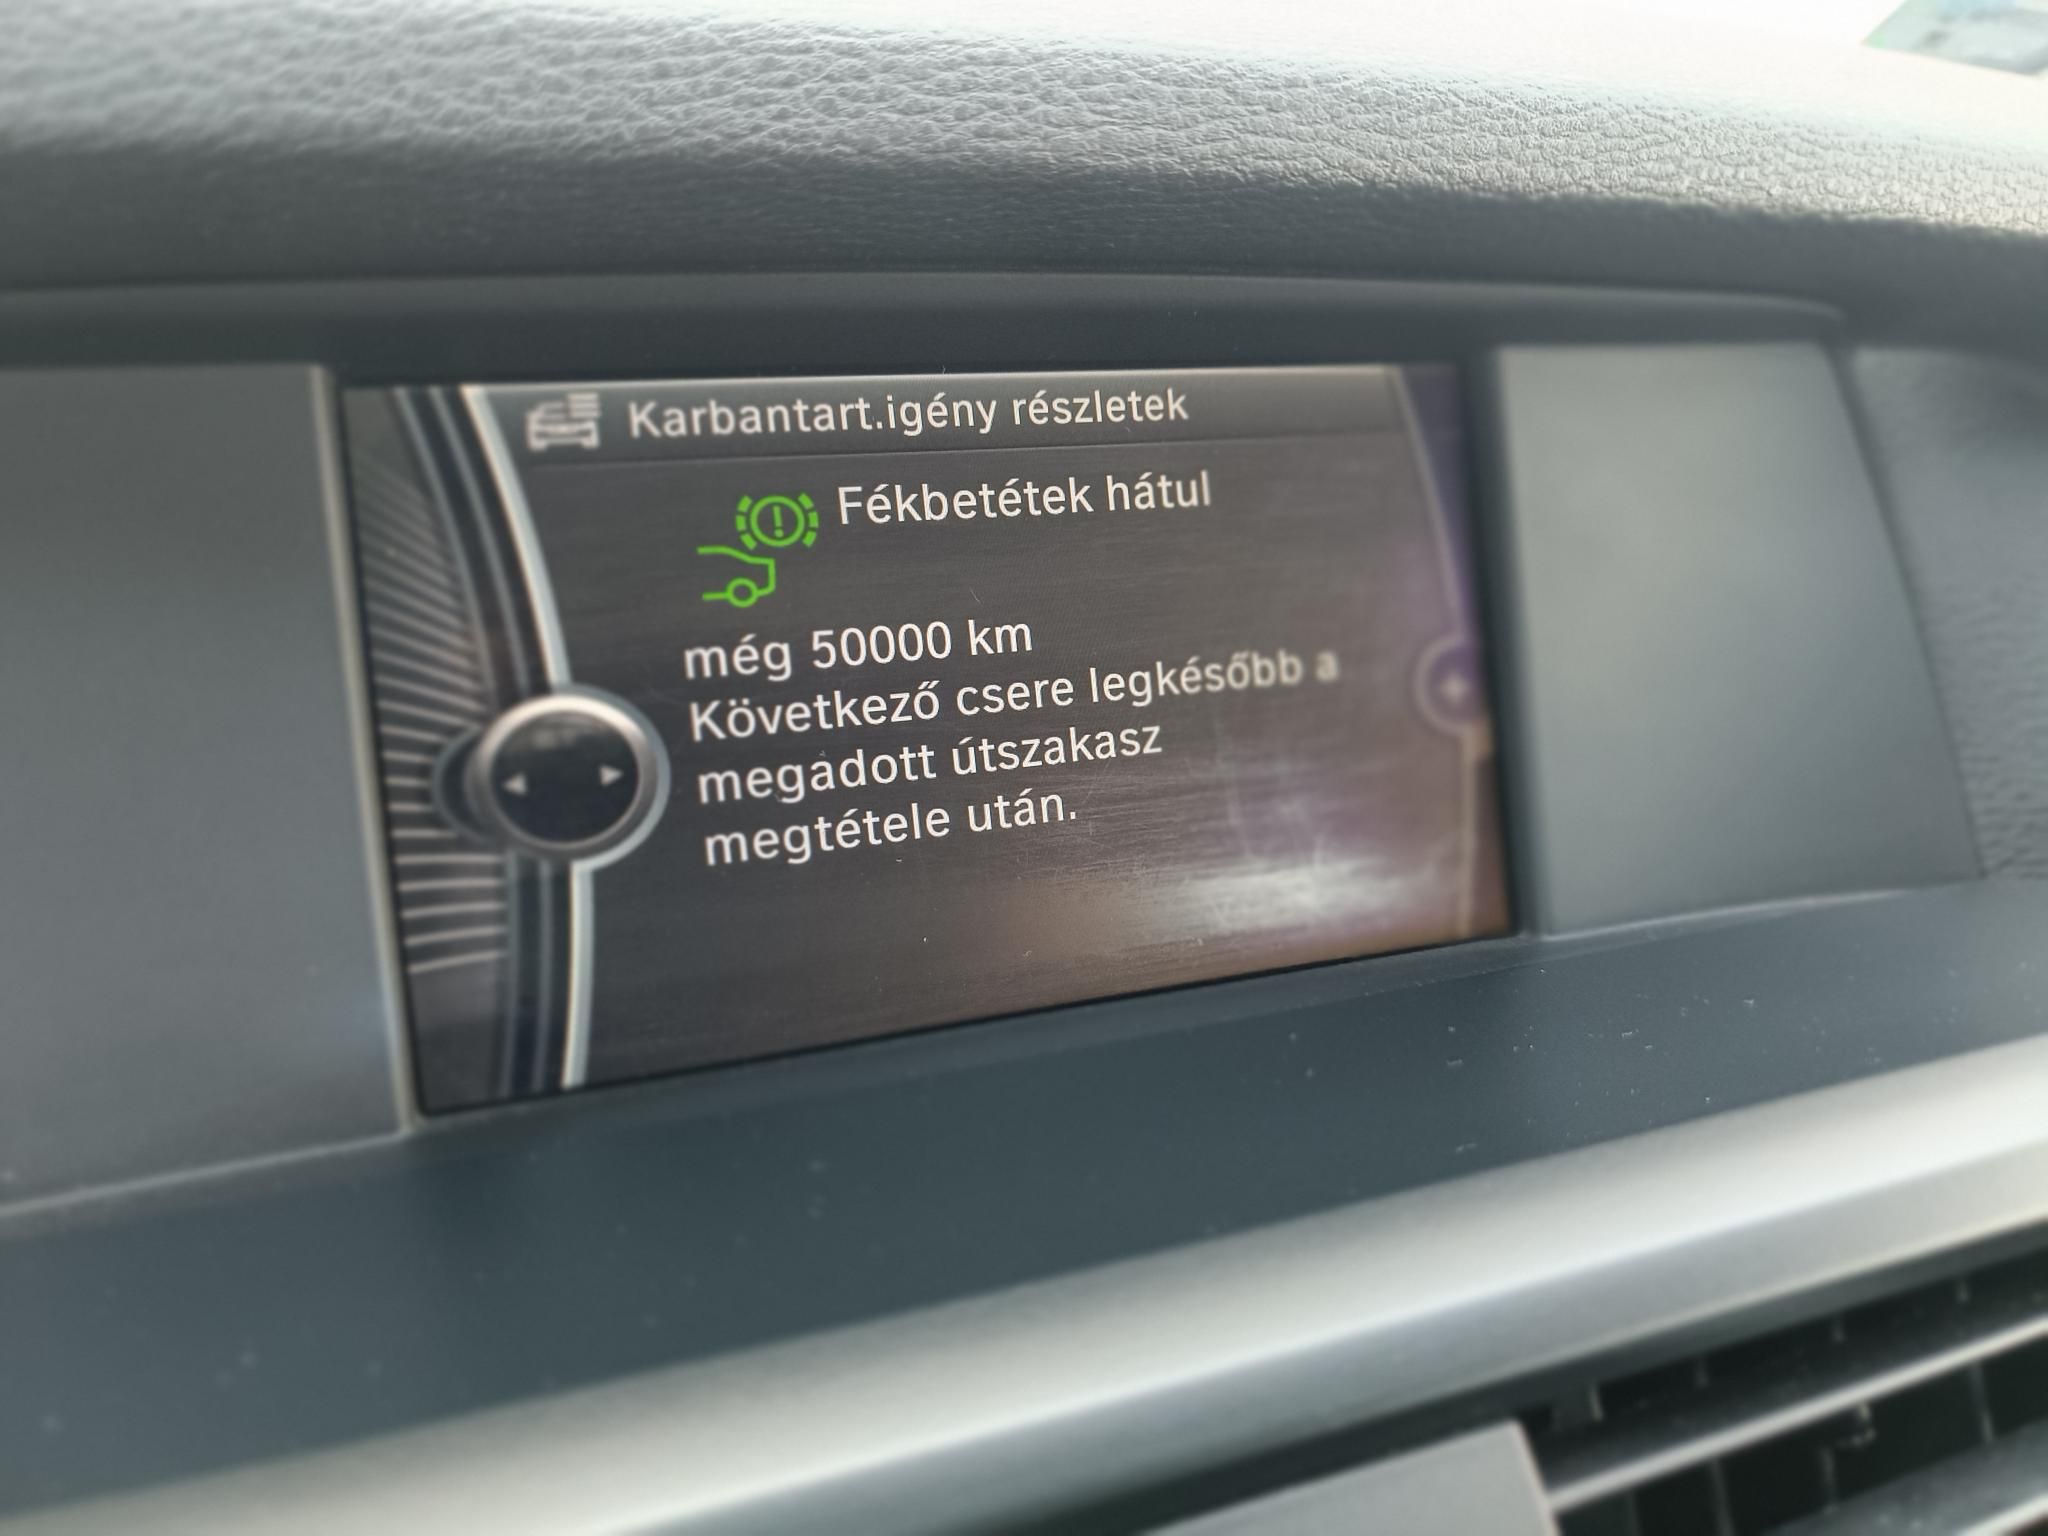 Karbantart.igény részletek
Fékbetétek hátul
még 50000 km
Következő csere legkésőbb a
megadott útszakasz
megtétele után.